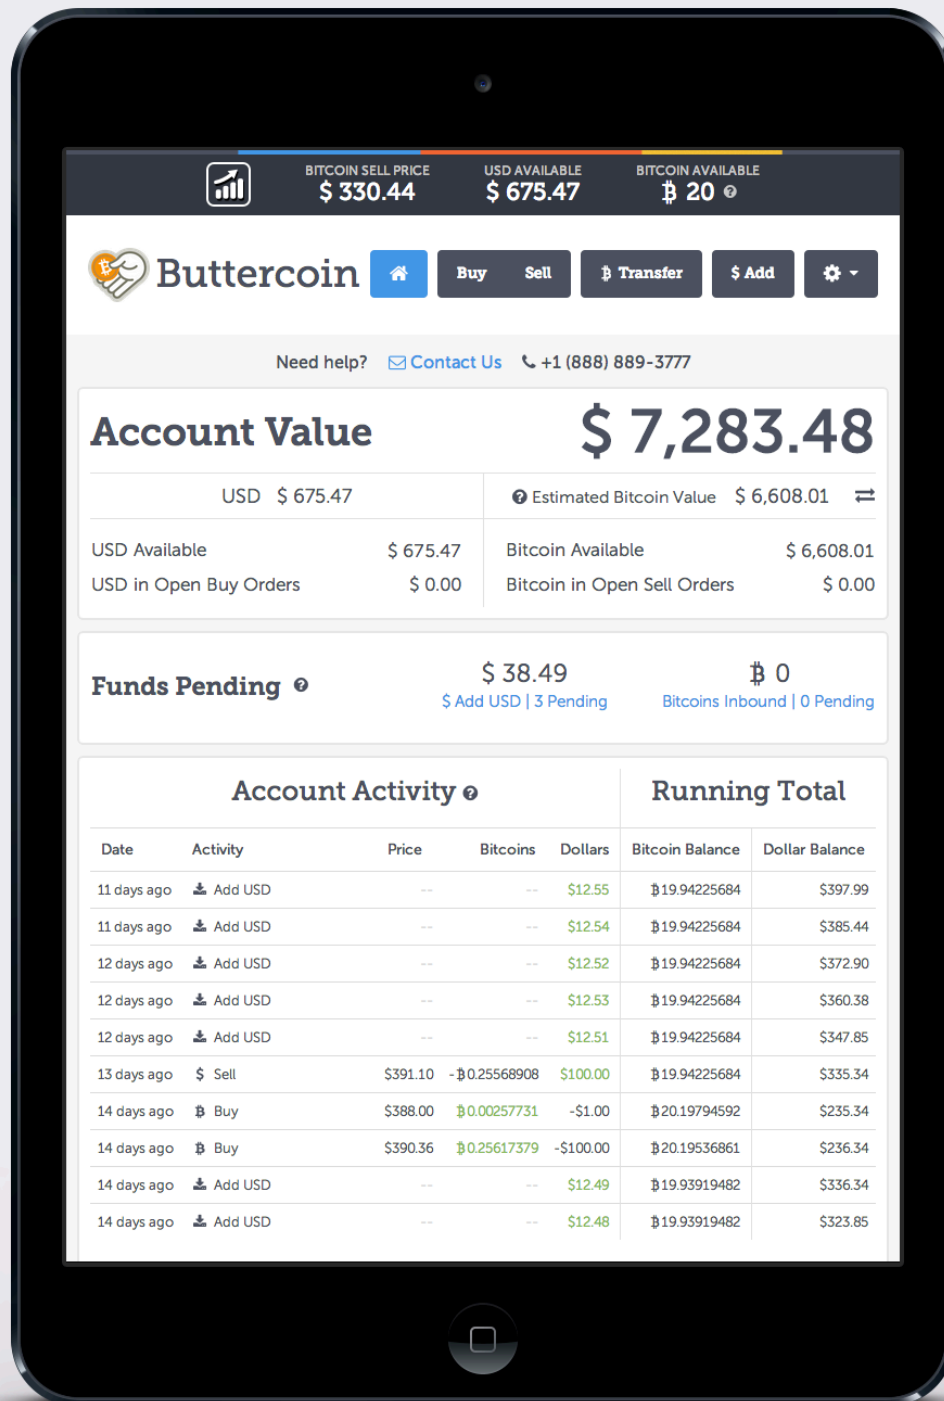 BITCOIN SELL PRICE USD AVAILABLE BITCOIN AVAILABLE
$ 330.44 $ 675.47 ₿ 20 ?
Buttercoin Buy Sell ₿ Transfer $ Add
Need help? Contact Us +1 (888) 889-3777
Account Value $ 7,283.48
USD $ 675.47 ? Estimated Bitcoin Value $ 6,608.01
USD Available $ 675.47 Bitcoin Available $ 6,608.01
USD in Open Buy Orders $ 0.00 Bitcoin in Open Sell Orders $ 0.00
Funds Pending ? $ 38.49 ₿ 0
$ Add USD | 3 Pending Bitcoins Inbound | 0 Pending
Account Activity ? Running Total
Date Activity Price Bitcoins Dollars Bitcoin Balance Dollar Balance
11 days ago Add USD -- -- $12.55 ₿19.94225684 $397.99
11 days ago Add USD -- -- $12.54 ₿19.94225684 $385.44
12 days ago Add USD -- -- $12.52 ₿19.94225684 $372.90
12 days ago Add USD -- -- $12.53 ₿19.94225684 $360.38
12 days ago Add USD -- -- $12.51 ₿19.94225684 $347.85
13 days ago $ Sell $391.10 -₿0.25568908 $100.00 ₿19.94225684 $335.34
14 days ago ₿ Buy $388.00 ₿0.00257731 -$1.00 ₿20.19794592 $235.34
14 days ago ₿ Buy $390.36 ₿0.25617379 -$100.00 ₿20.19536861 $236.34
14 days ago Add USD -- -- $12.49 ₿19.93919482 $336.34
14 days ago Add USD -- -- $12.48 ₿19.93919482 $323.85